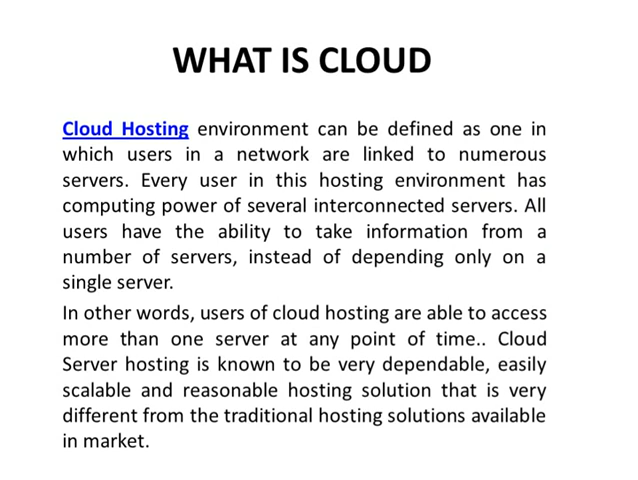 WHAT IS CLOUD
Cloud Hosting environment can be defined as one in
which users in a network are linked to numerous
servers. Every user in this hosting environment has
computing power of several interconnected servers. All
users have the ability to take information from a
number of servers, instead of depending only on a
single server.
In other words, users of cloud hosting are able to access
more than one server at any point of time.. Cloud
Server hosting is known to be very dependable, easily
scalable and reasonable hosting solution that is very
different from the traditional hosting solutions available
in market.